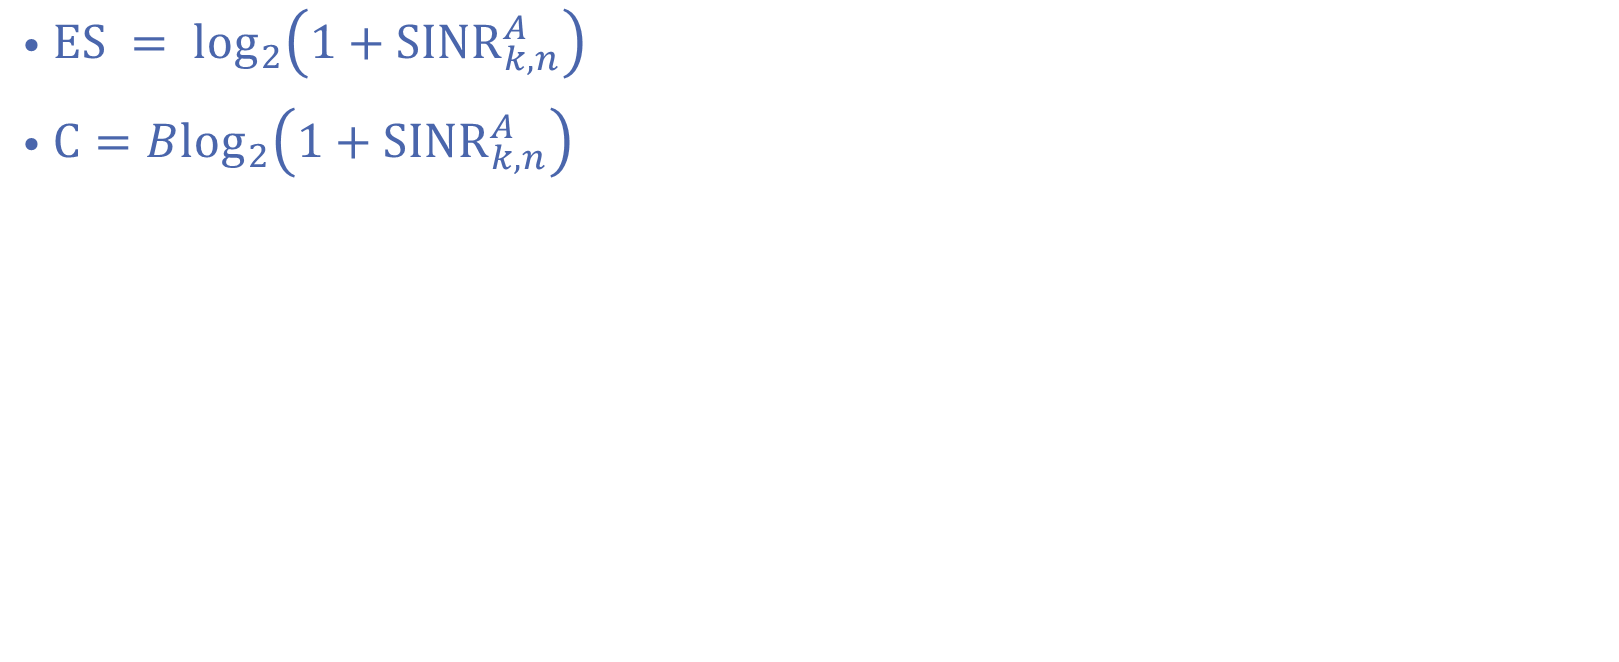 • ES = log₂(1 + SINR^A_{k,n})
• C = Blog₂(1 + SINR^A_{k,n})